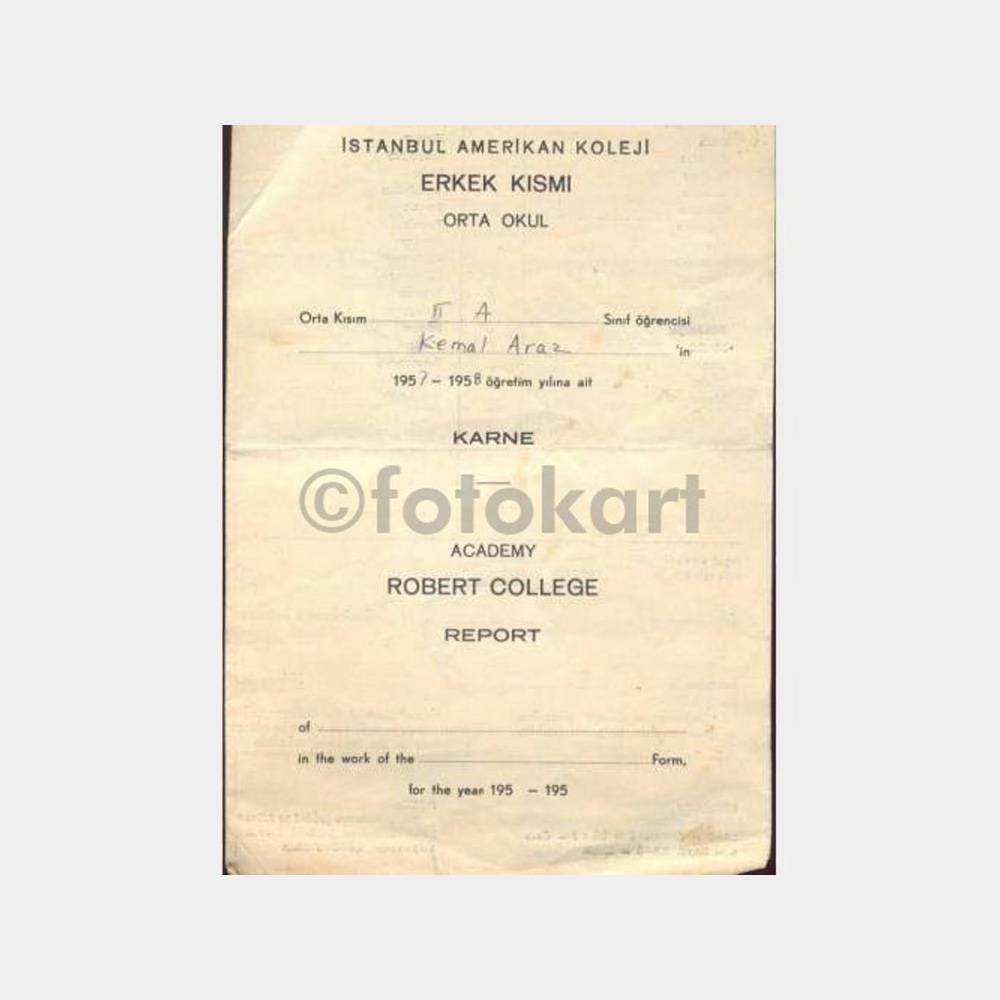 İSTANBUL AMERİKAN KOLEJİ
ERKEK KISMI
ORTA OKUL
Orta Kısım II A Sınıf öğrencisi
Kemal Araz 'in
1957 – 1958 öğretim yılına ait
KARNE
©fotokart
ACADEMY
ROBERT COLLEGE
REPORT
of
in the work of the Form,
for the year 195 – 195